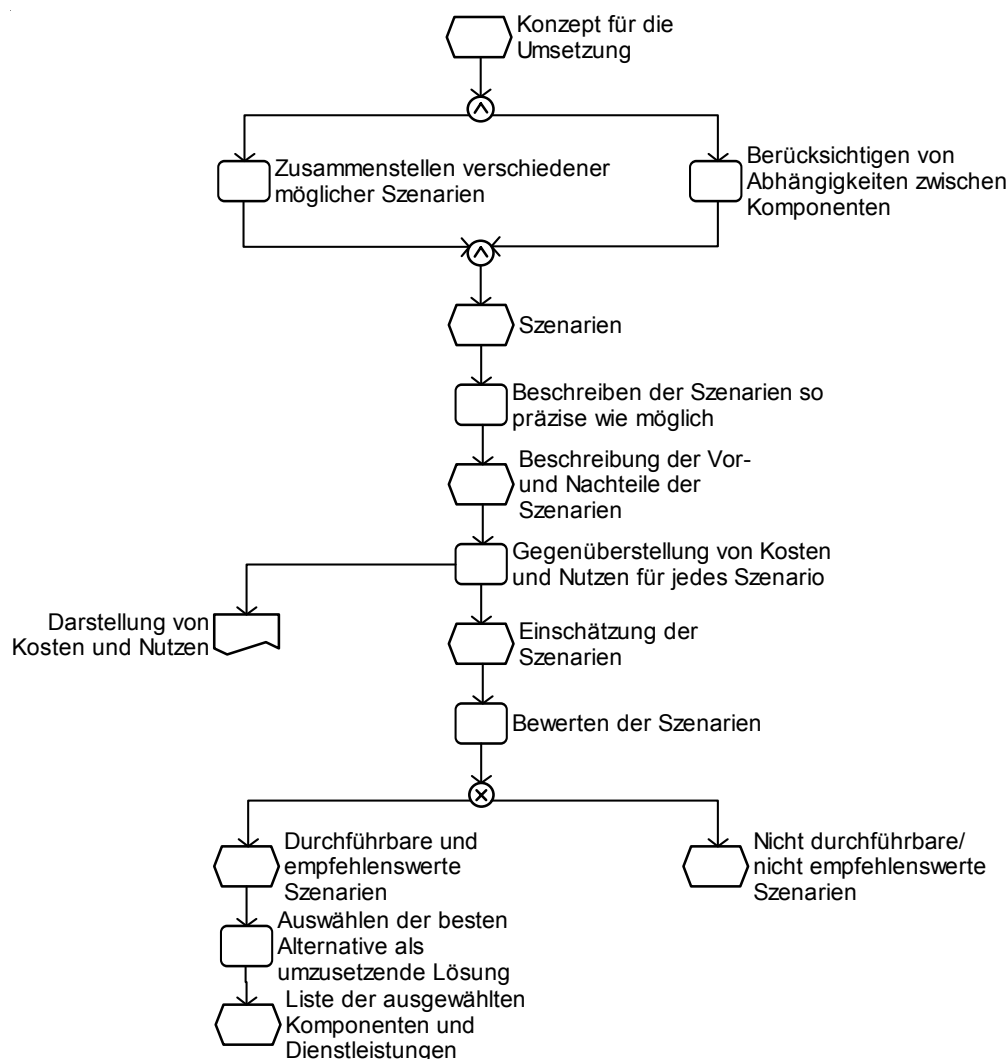 Konzept für die
Umsetzung
Zusammenstellen verschiedener
möglicher Szenarien
Berücksichtigen von
Abhängigkeiten zwischen
Komponenten
Szenarien
Beschreiben der Szenarien so
präzise wie möglich
Beschreibung der Vor-
und Nachteile der
Szenarien
Gegenüberstellung von Kosten
und Nutzen für jedes Szenario
Darstellung von
Kosten und Nutzen
Einschätzung der
Szenarien
Bewerten der Szenarien
Durchführbare und
empfehlenswerte
Szenarien
Nicht durchführbare/
nicht empfehlenswerte
Szenarien
Auswählen der besten
Alternative als
umzusetzende Lösung
Liste der ausgewählten
Komponenten und
Dienstleistungen